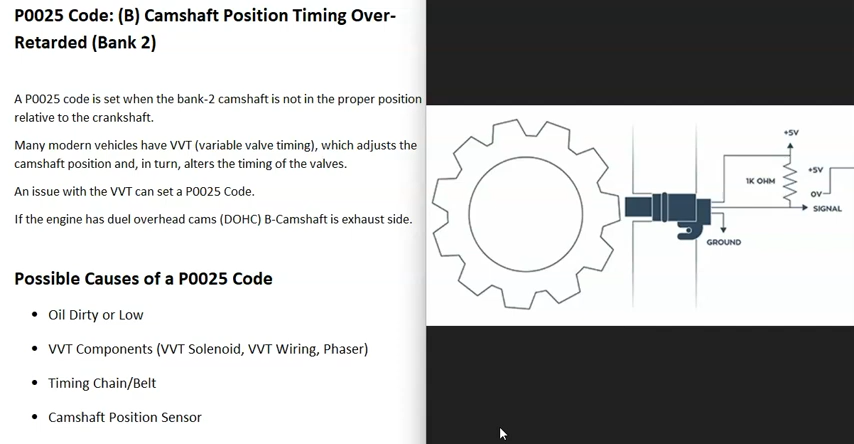 P0025 Code: (B) Camshaft Position Timing Over-
Retarded (Bank 2)
A P0025 code is set when the bank-2 camshaft is not in the proper position
relative to the crankshaft.
Many modern vehicles have VVT (variable valve timing), which adjusts the
camshaft position and, in turn, alters the timing of the valves.
An issue with the VVT can set a P0025 Code.
If the engine has duel overhead cams (DOHC) B-Camshaft is exhaust side.
Possible Causes of a P0025 Code
• Oil Dirty or Low
• VVT Components (VVT Solenoid, VVT Wiring, Phaser)
• Timing Chain/Belt
• Camshaft Position Sensor
+5V
1K OHM
+5V
0V
SIGNAL
GROUND